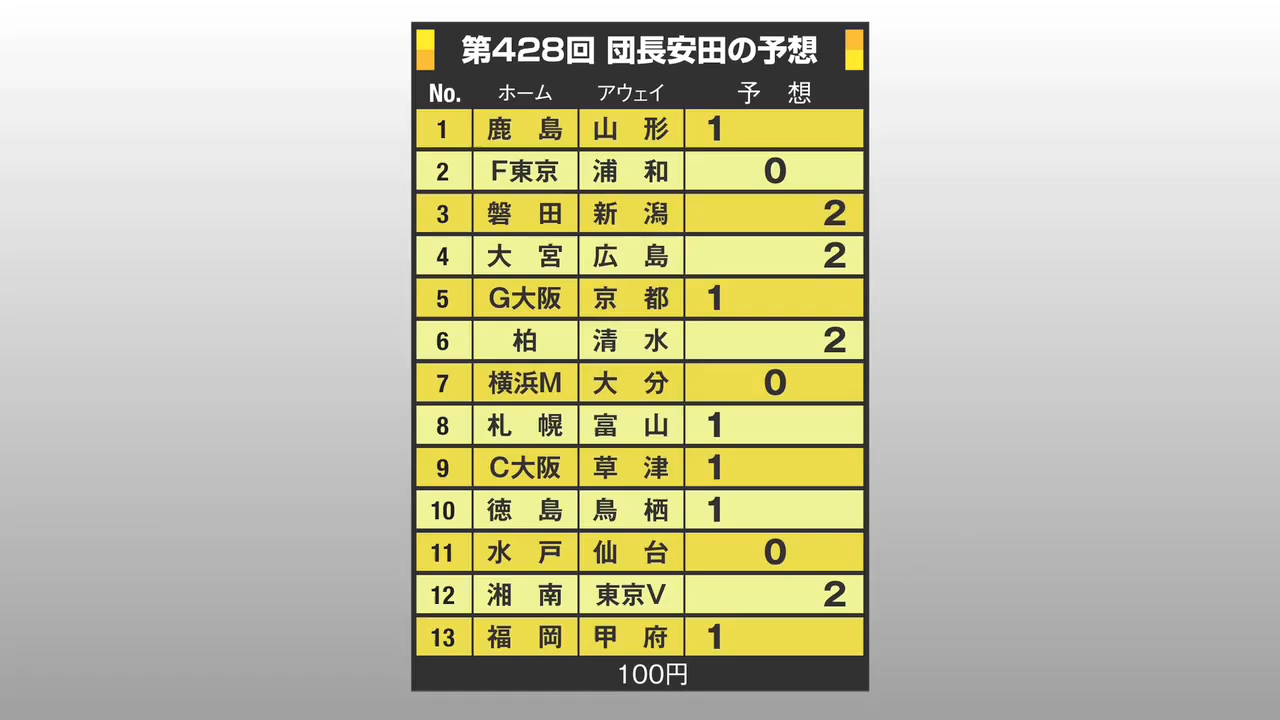 第428回 団長安田の予想
No. ホーム アウェイ 予 想
1 鹿 島 山 形 1
2 F東京 浦 和 0
3 磐 田 新 潟 2
4 大 宮 広 島 2
5 G大阪 京 都 1
6 柏 清 水 2
7 横浜M 大 分 0
8 札 幌 富 山 1
9 C大阪 草 津 1
10 徳 島 鳥 栖 1
11 水 戸 仙 台 0
12 湘 南 東京V 2
13 福 岡 甲 府 1
100円